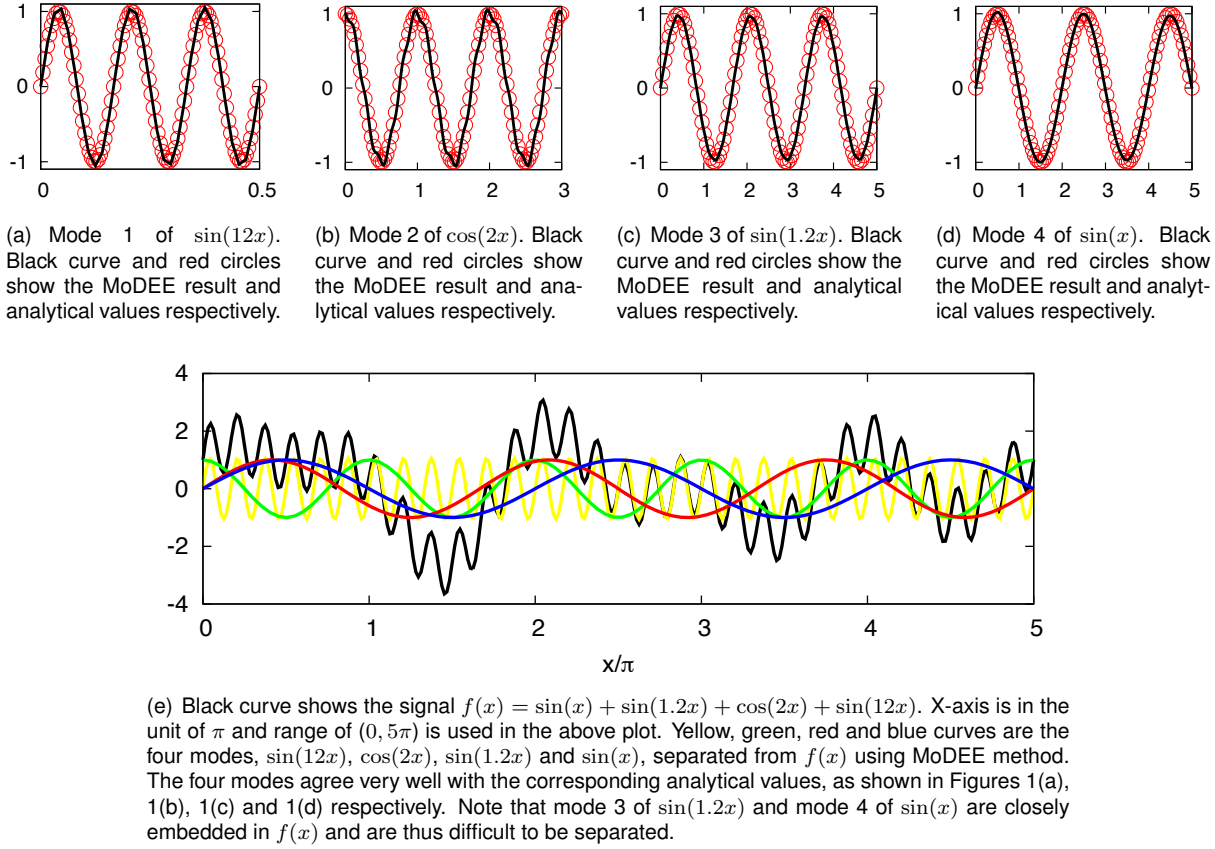 1
0
-1
0
0.5
1
0
-1
0
1
2
3
1
0
-1
0
1
2
3
4
5
1
0
-1
0
1
2
3
4
5
(a) Mode 1 of sin(12x).
Black curve and red circles
show the MoDEE result and
analytical values respectively.
(b) Mode 2 of cos(2x). Black
curve and red circles show
the MoDEE result and ana-
lytical values respectively.
(c) Mode 3 of sin(1.2x). Black
curve and red circles show the
MoDEE result and analytical
values respectively.
(d) Mode 4 of sin(x). Black
curve and red circles show
the MoDEE result and analyt-
ical values respectively.
4
2
0
-2
-4
0
1
2
3
4
5
x/π
(e) Black curve shows the signal f(x) = sin(x) + sin(1.2x) + cos(2x) + sin(12x). X-axis is in the
unit of π and range of (0, 5π) is used in the above plot. Yellow, green, red and blue curves are the
four modes, sin(12x), cos(2x), sin(1.2x) and sin(x), separated from f(x) using MoDEE method.
The four modes agree very well with the corresponding analytical values, as shown in Figures 1(a),
1(b), 1(c) and 1(d) respectively. Note that mode 3 of sin(1.2x) and mode 4 of sin(x) are closely
embedded in f(x) and are thus difficult to be separated.